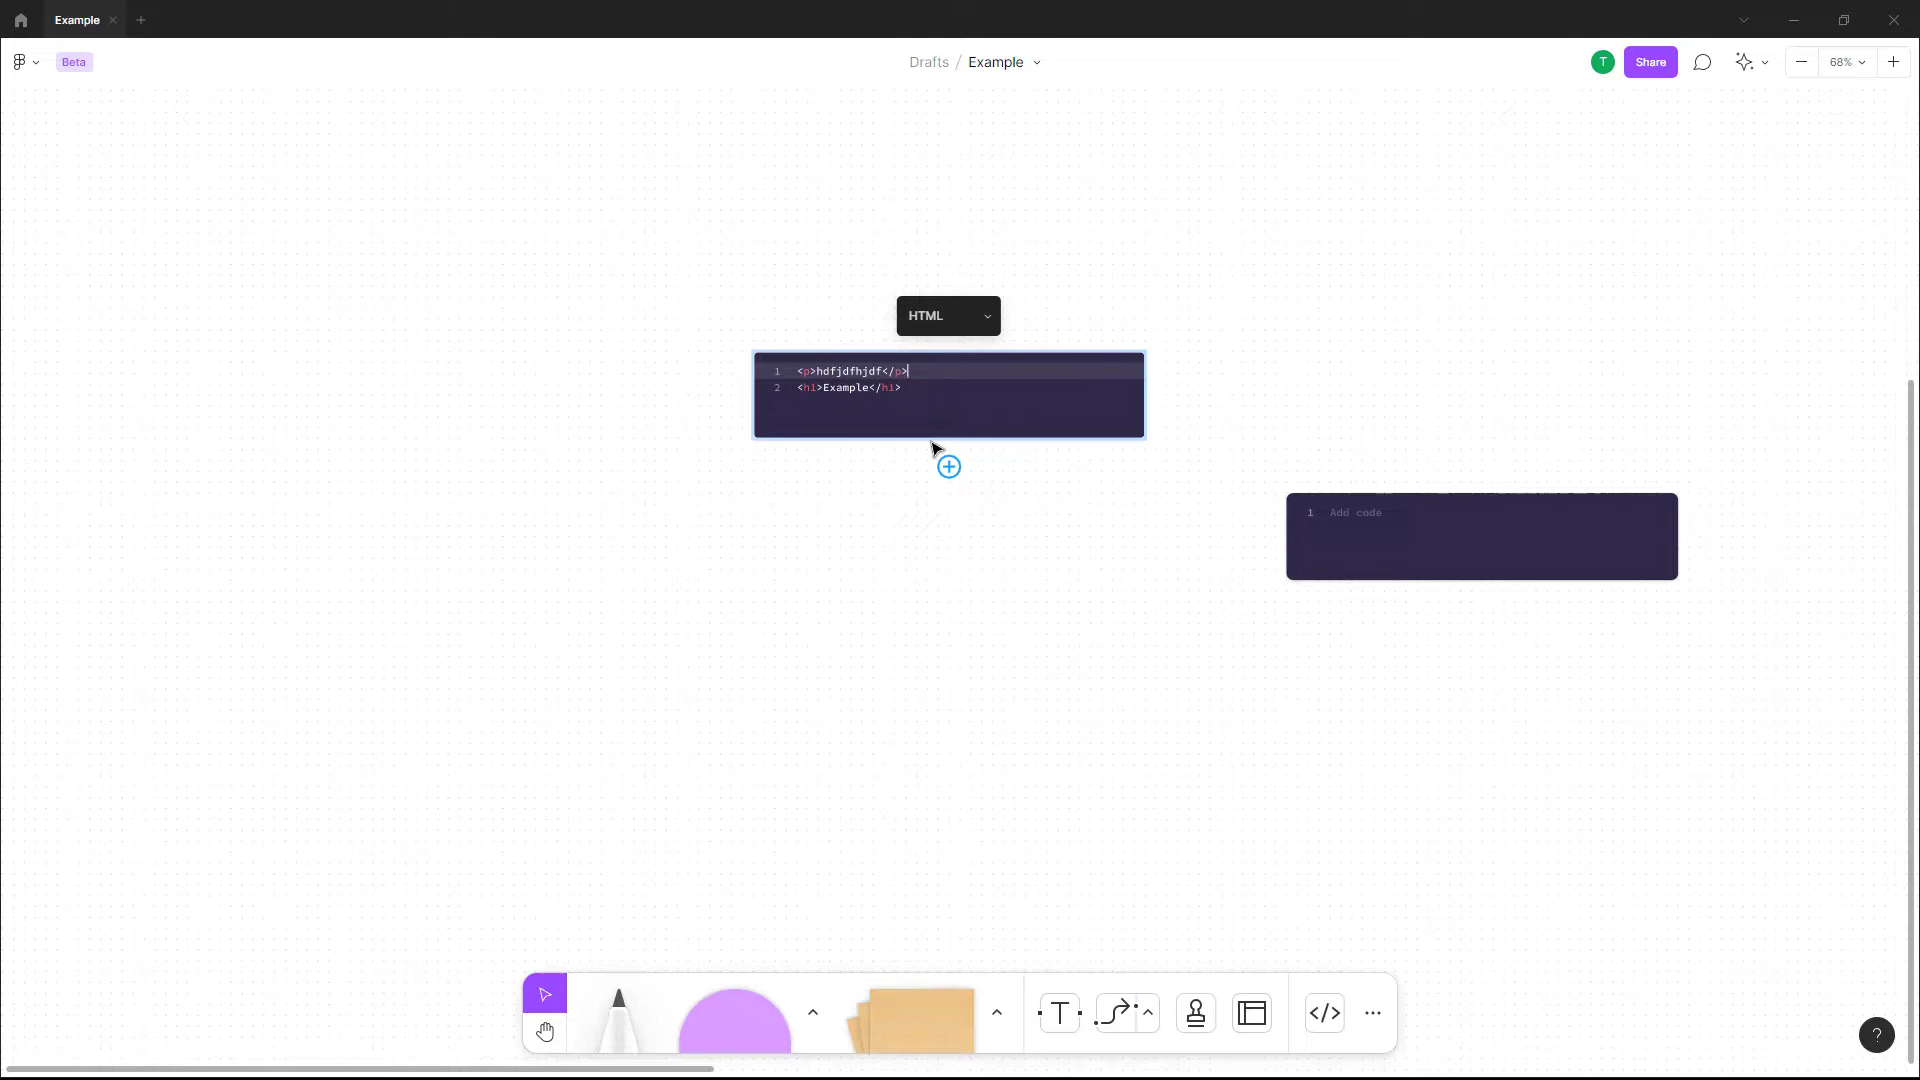 Example
Beta
Drafts / Example
T
Share
68%
HTML
1 <p>hdfjdfhjdf</p>
2 <h1>Example</h1>
1 Add code
T
</>
?